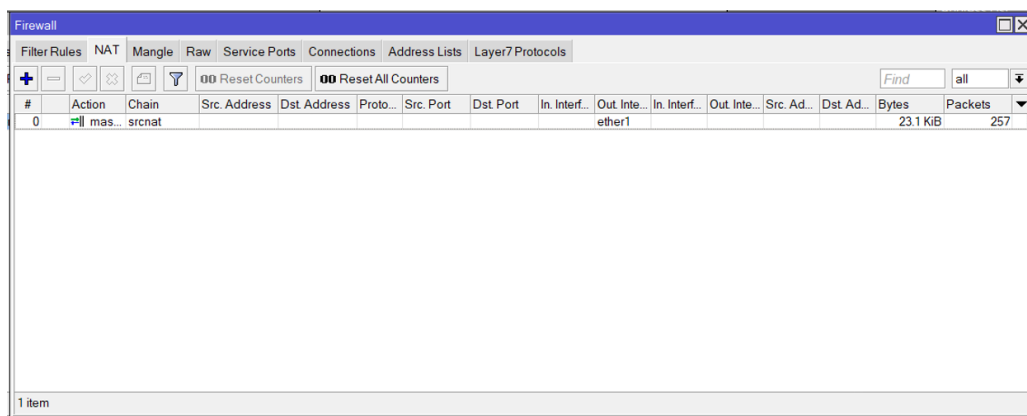 Firewall
Filter Rules NAT Mangle Raw Service Ports Connections Address Lists Layer7 Protocols
00 Reset Counters 00 Reset All Counters Find all
# Action Chain Src. Address Dst. Address Proto... Src. Port Dst. Port In. Interf... Out. Inte... In. Interf... Out. Inte... Src. Ad... Dst. Ad... Bytes Packets
0 mas... srcnat ether1 23.1 KiB 257
1 item